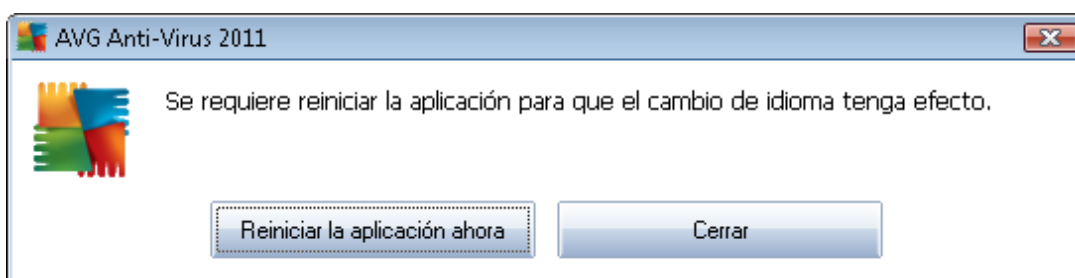 AVG Anti-Virus 2011
Se requiere reiniciar la aplicación para que el cambio de idioma tenga efecto.
Reiniciar la aplicación ahora
Cerrar